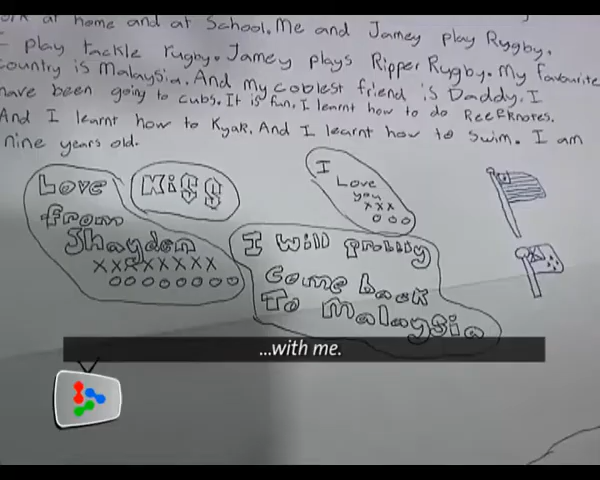 at home and at School. Me and Jamey play Rygby.
I play tackle rugby. Jamey plays Ripper Rugby. My favourite
country is Malaysia. And my coolest friend is Daddy. I
have been going to cubs. It is fun. I learnt how to do Reefknotes.
And I learnt how to Kyak. And I learnt how to swim. I am
nine years old.
Love
from
Shayden
xxxxxxxx
oooooooo
Kiss
I
Love
you
xxx
ooo
I will prolly
come back
To Malaysia
...with me.